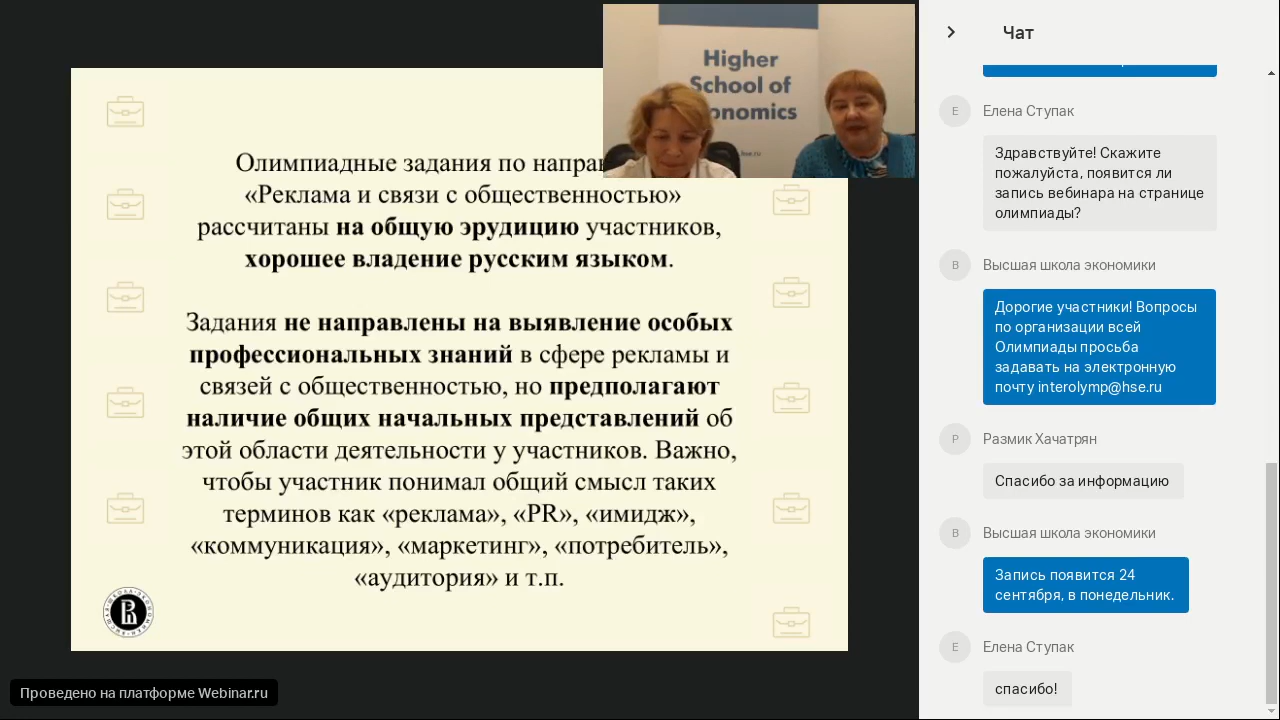 Олимпиадные задания по направ
«Реклама и связи с общественностью»
рассчитаны на общую эрудицию участников,
хорошее владение русским языком.
Задания не направлены на выявление особых
профессиональных знаний в сфере рекламы и
связей с общественностью, но предполагают
наличие общих начальных представлений об
этой области деятельности у участников. Важно,
чтобы участник понимал общий смысл таких
терминов как «реклама», «PR», «имидж»,
«коммуникация», «маркетинг», «потребитель»,
«аудитория» и т.п.
Higher
School of
onomics
hse.ru
Проведено на платформе Webinar.ru
Чат
Е
Елена Ступак
Здравствуйте! Скажите
пожалуйста, появится ли
запись вебинара на странице
олимпиады?
В
Высшая школа экономики
Дорогие участники! Вопросы
по организации всей
Олимпиады просьба
задавать на электронную
почту interolymp@hse.ru
Р
Размик Хачатрян
Спасибо за информацию
В
Высшая школа экономики
Запись появится 24
сентября, в понедельник.
Е
Елена Ступак
спасибо!